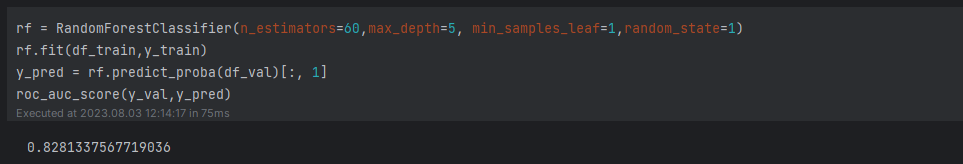 rf = RandomForestClassifier(n_estimators=60,max_depth=5, min_samples_leaf=1,random_state=1)
rf.fit(df_train,y_train)
y_pred = rf.predict_proba(df_val)[:, 1]
roc_auc_score(y_val,y_pred)
Executed at 2023.08.03 12:14:17 in 75ms
0.8281337567719036